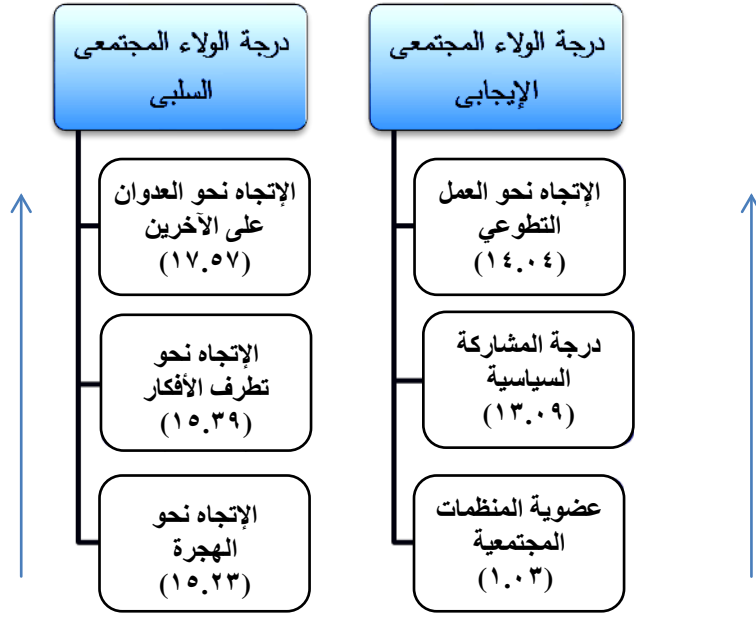 درجة الولاء المجتمعى
الإيجابى
الإتجاه نحو العمل
التطوعي
(١٤.٠٤)
درجة المشاركة
السياسية
(١٣.٠٩)
عضوية المنظمات
المجتمعية
(١.٠٣)
درجة الولاء المجتمعى
السلبى
الإتجاه نحو العدوان
على الآخرين
(١٧.٥٧)
الإتجاه نحو
تطرف الأفكار
(١٥.٣٩)
الإتجاه نحو
الهجرة
(١٥.٢٣)